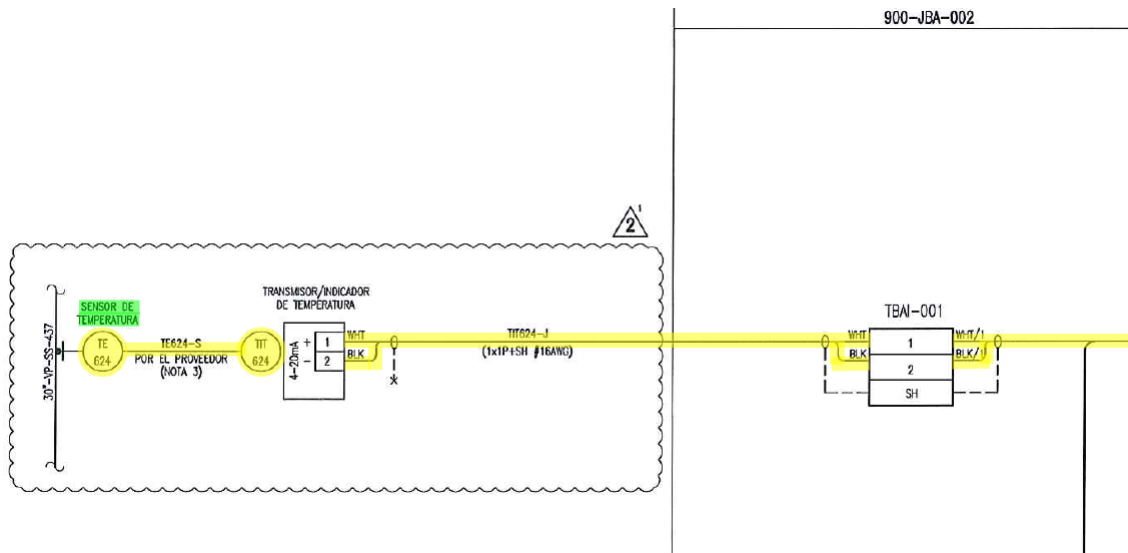 900-JBA-002
2
1
SENSOR DE
TEMPERATURA
TE
624
TE624-S
POR EL PROVEEDOR
(NOTA 3)
TIT
624
TRANSMISOR/INDICADOR
DE TEMPERATURA
4-20mA
+
-
1
2
WHT
BLK
TIT624-J
(1x1P+SH #16AWG)
30"-VP-SS-437
TBAI-001
WHT
BLK
1
2
SH
WHT/1
BLK/1